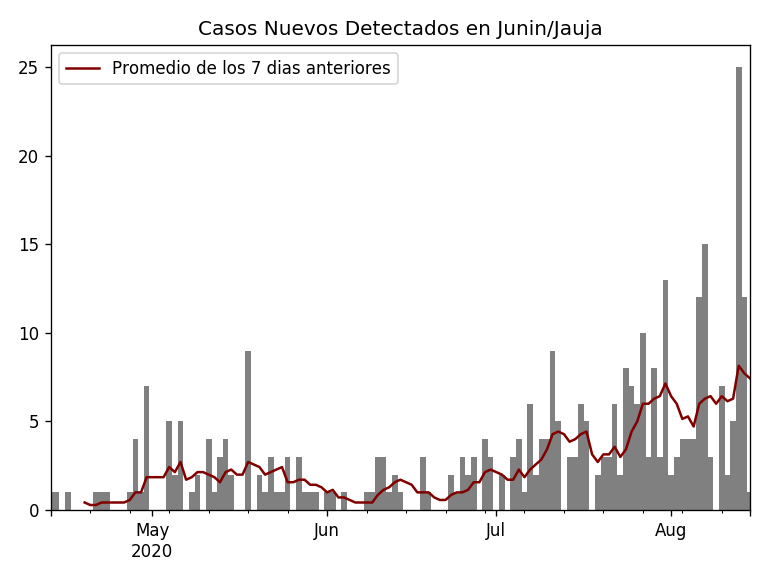 Casos Nuevos Detectados en Junin/Jauja
Promedio de los 7 dias anteriores
25
20
15
10
5
0
May
2020
Jun
Jul
Aug